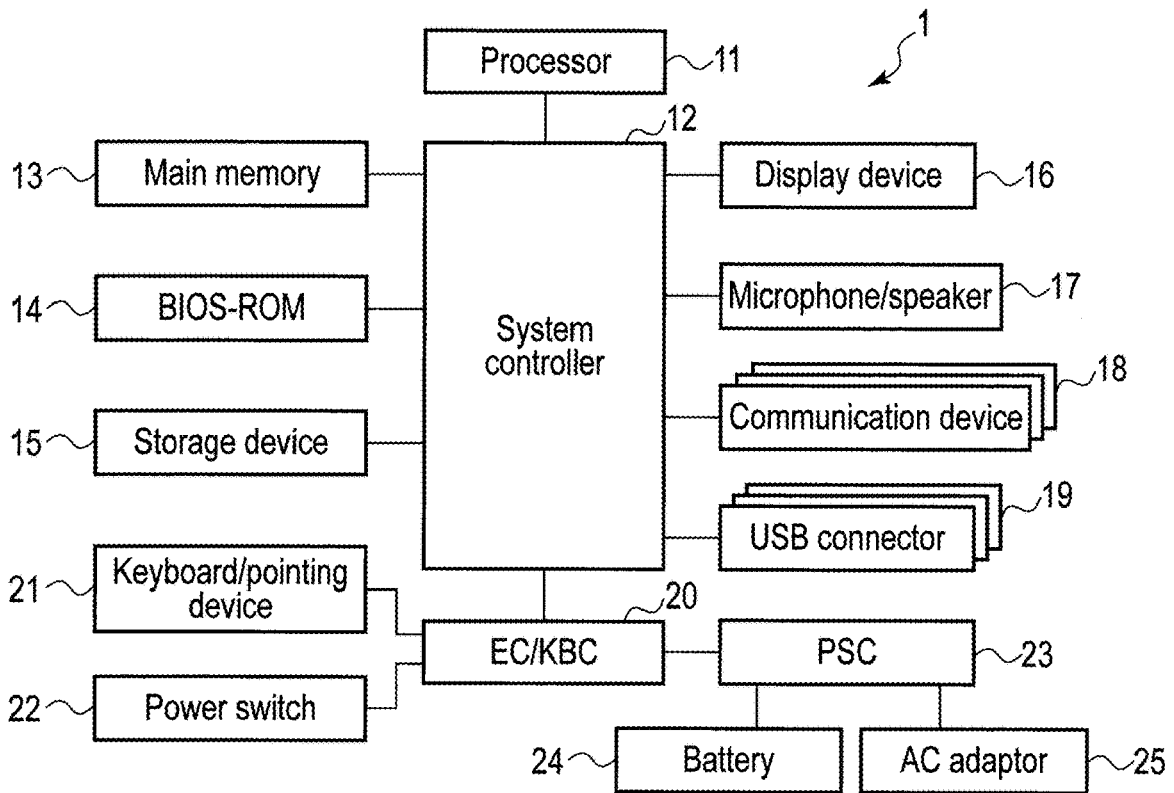 1
Processor
11
12
13
Main memory
Display device
16
14
BIOS-ROM
Microphone/speaker
17
System
controller
18
Communication device
15
Storage device
19
USB connector
21
Keyboard/pointing
device
20
EC/KBC
PSC
23
22
Power switch
24
Battery
AC adaptor
25